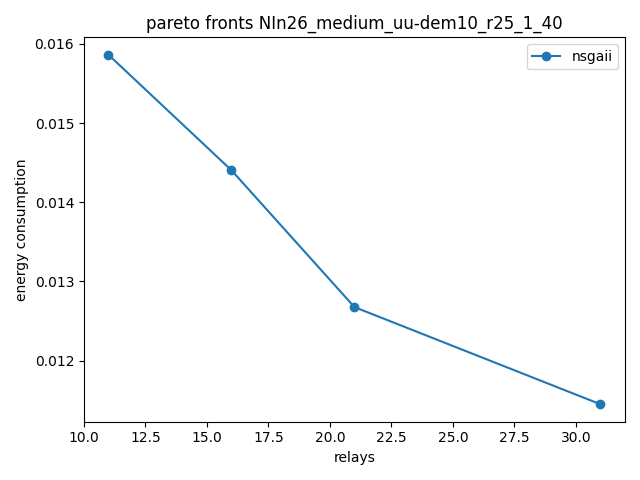 pareto fronts NIn26_medium_uu-dem10_r25_1_40
nsgaii
0.016
0.015
0.014
0.013
0.012
energy consumption
10.0 12.5 15.0 17.5 20.0 22.5 25.0 27.5 30.0
relays